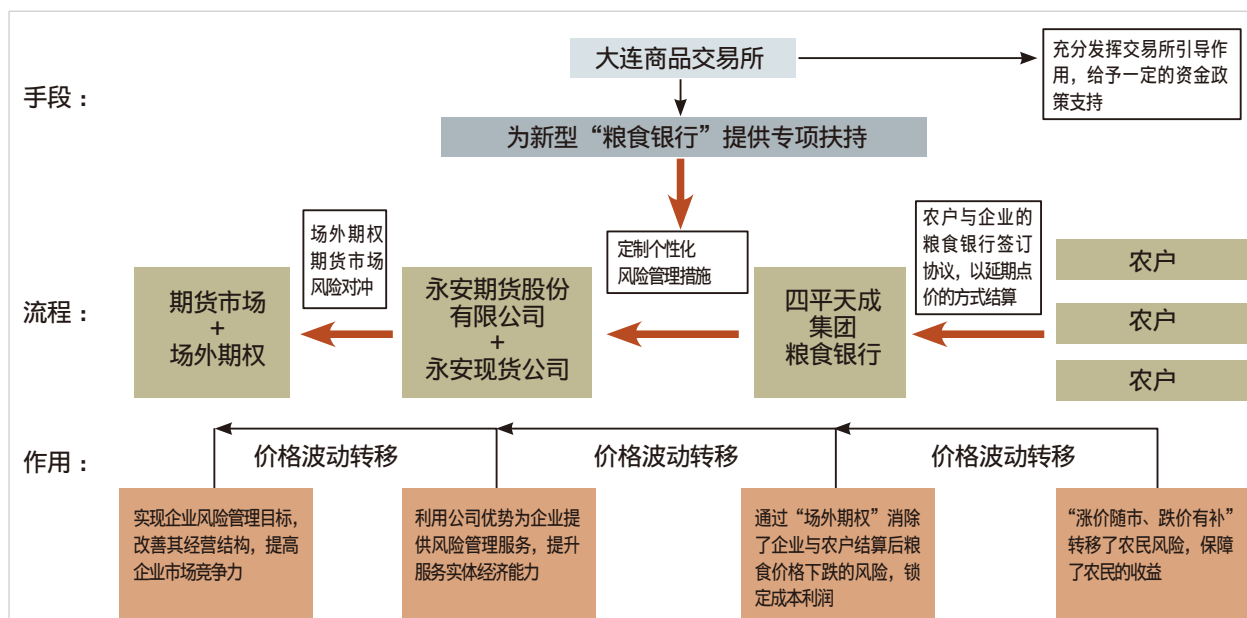 大连商品交易所
充分发挥交易所引导作
用，给予一定的资金政
策支持
手段：
为新型“粮食银行”提供专项扶持
场外期权
期货市场
风险对冲
定制个性化
风险管理措施
农户与企业的
粮食银行签订
协议，以延期点
价的方式结算
流程：
期货市场
+
场外期权
永安期货股份
有限公司
+
永安现货公司
四平天成
集团
粮食银行
农户
农户
农户
作用：
价格波动转移
价格波动转移
价格波动转移
实现企业风险管理目标，
改善其经营结构，提高
企业市场竞争力
利用公司优势为企业提
供风险管理服务，提升
服务实体经济能力
通过“场外期权”消除
了企业与农户结算后粮
食价格下跌的风险，锁
定成本利润
“涨价随市、跌价有补”
转移了农民风险，保障
了农民的收益